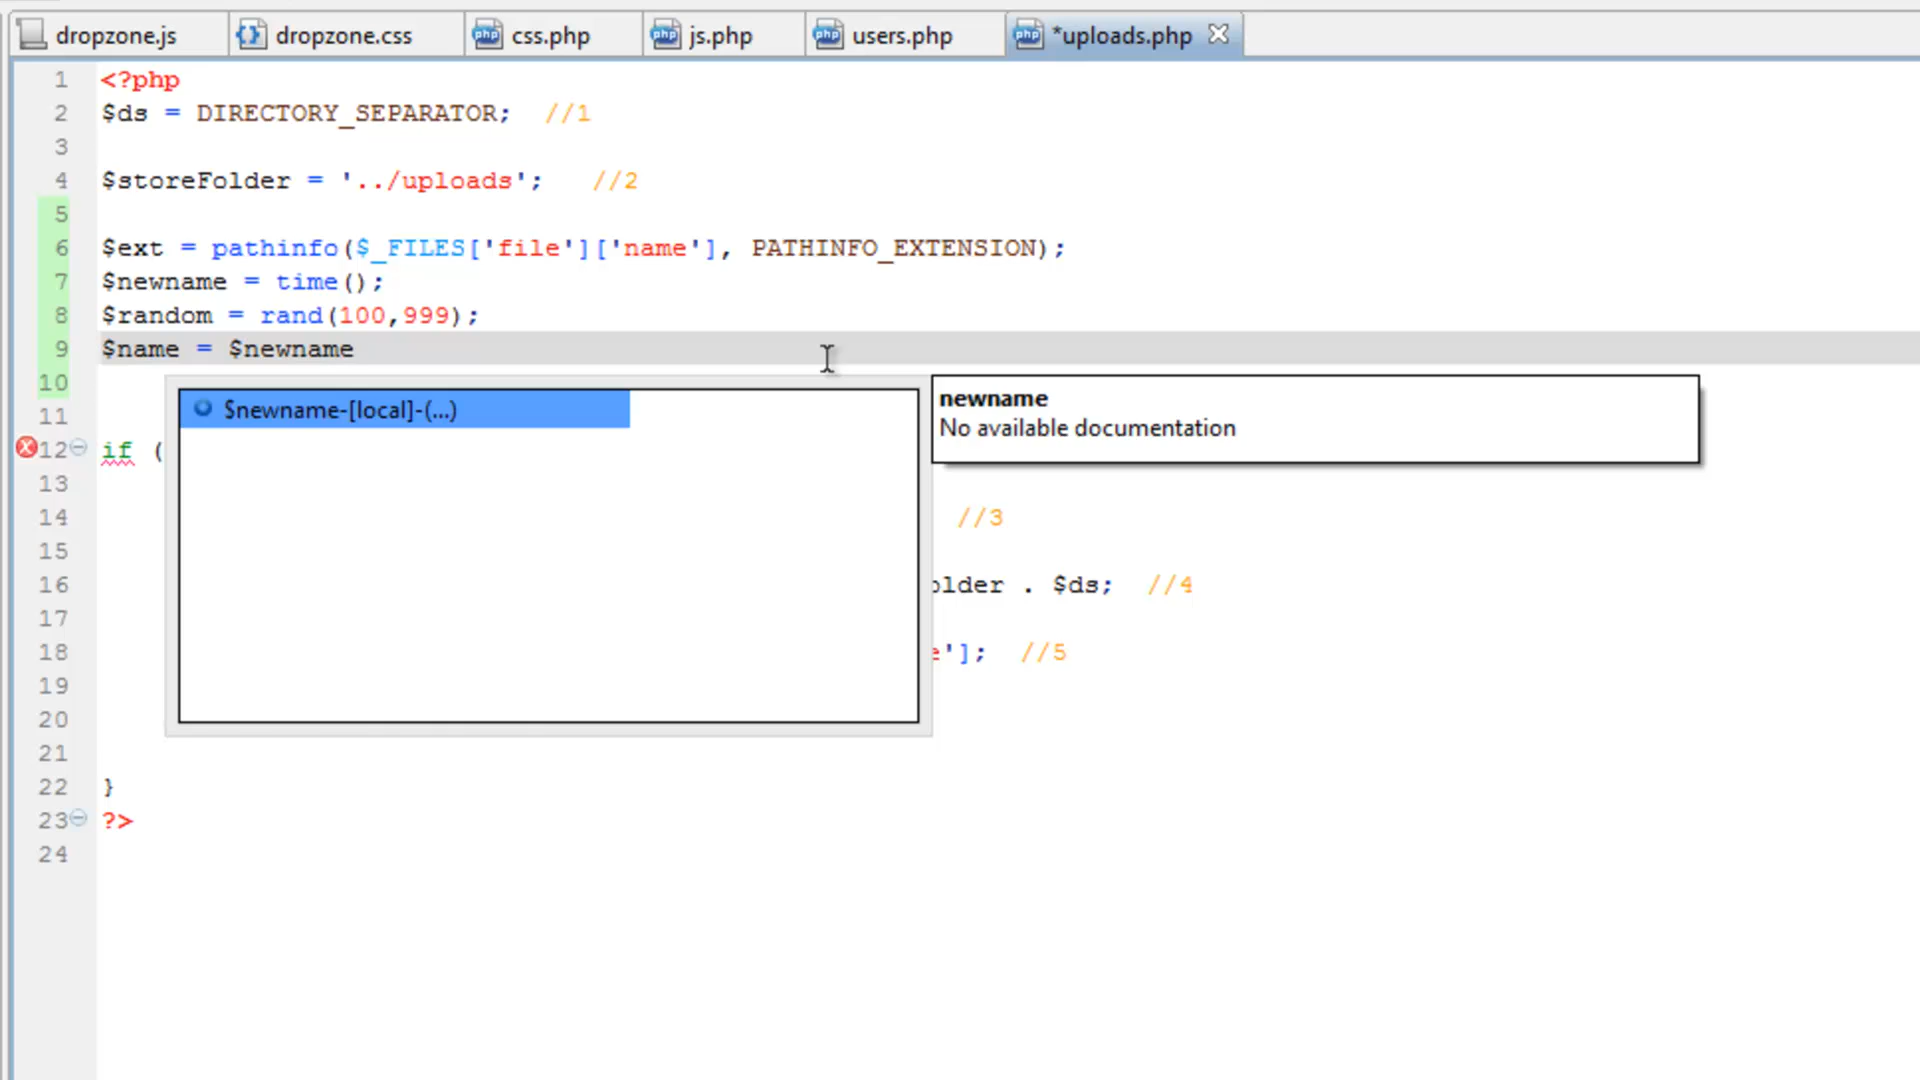 dropzone.js dropzone.css css.php js.php users.php *uploads.php
1 <?php
2 $ds = DIRECTORY_SEPARATOR; //1
3
4 $storeFolder = '../uploads'; //2
5
6 $ext = pathinfo($_FILES['file']['name'], PATHINFO_EXTENSION);
7 $newname = time();
8 $random = rand(100,999);
9 $name = $newname
10
11
$newname-[local]-(...)
newname
No available documentation
12 if (
13
14 //3
15
16 older . $ds; //4
17
18 e']; //5
19
20
21
22 }
23 ?>
24